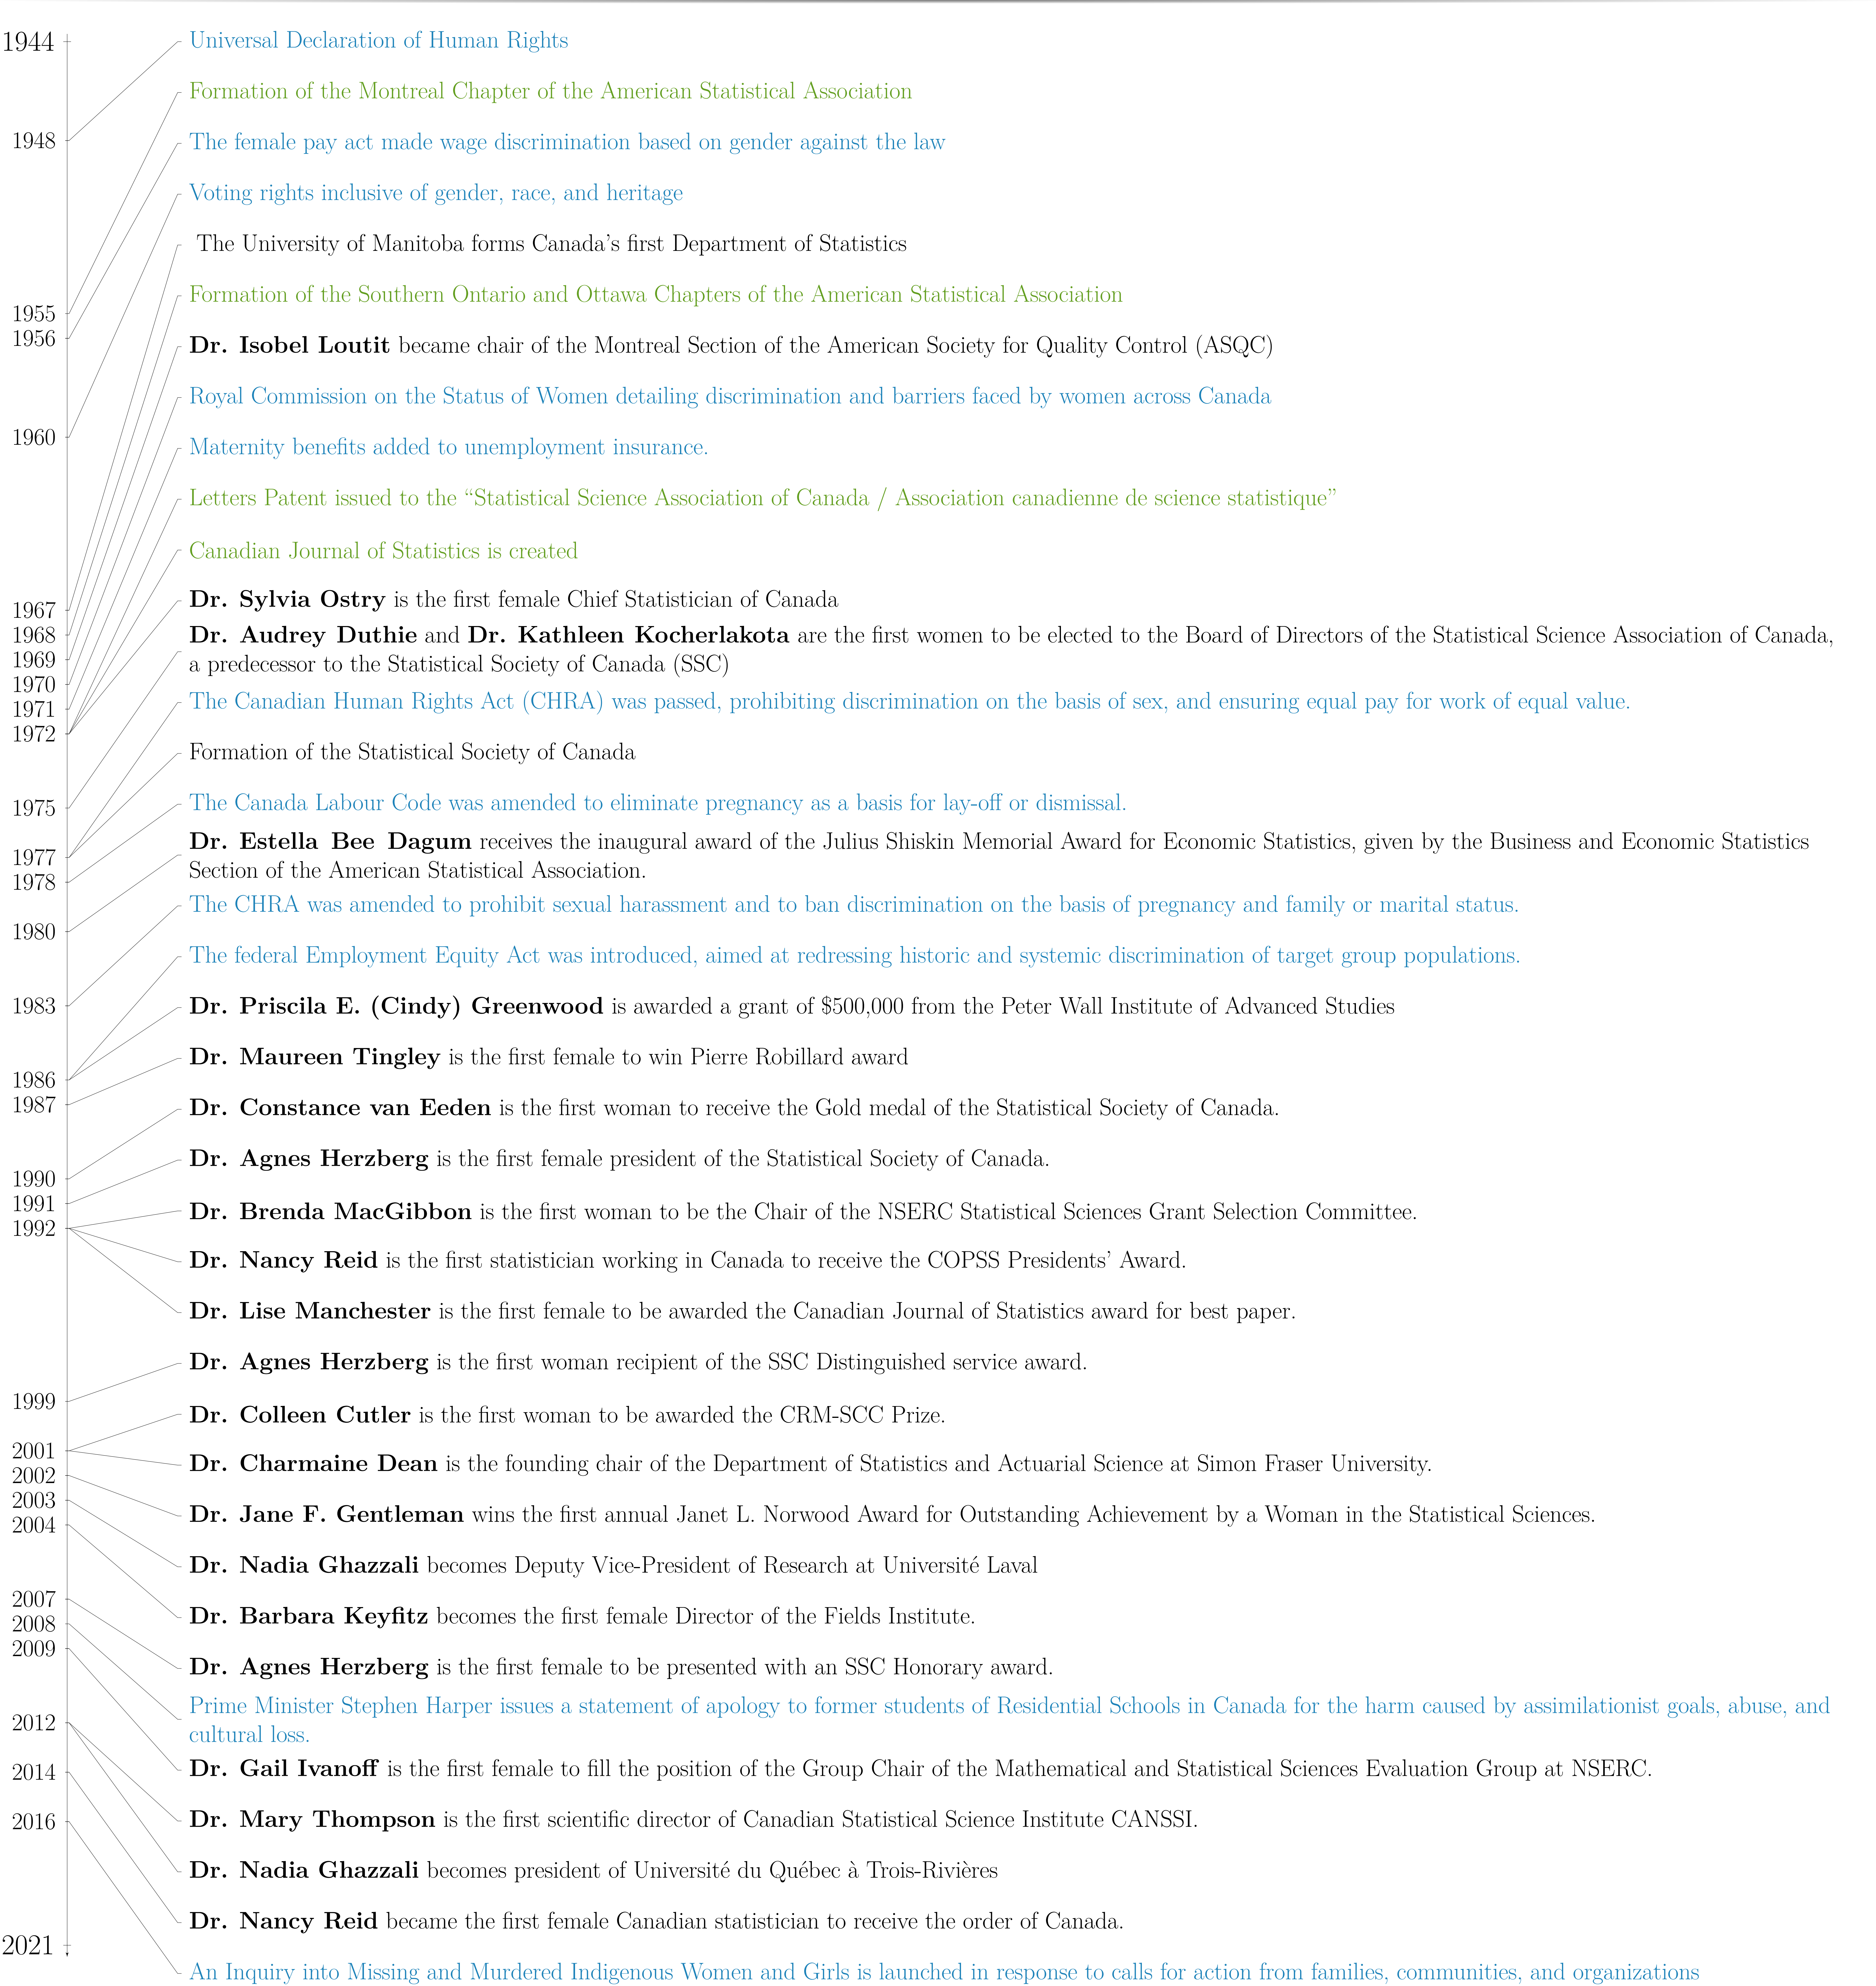 1944
Universal Declaration of Human Rights
Formation of the Montreal Chapter of the American Statistical Association
1948
The female pay act made wage discrimination based on gender against the law
Voting rights inclusive of gender, race, and heritage
The University of Manitoba forms Canada's first Department of Statistics
Formation of the Southern Ontario and Ottawa Chapters of the American Statistical Association
1955
1956
Dr. Isobel Loutit became chair of the Montreal Section of the American Society for Quality Control (ASQC)
Royal Commission on the Status of Women detailing discrimination and barriers faced by women across Canada
1960
Maternity benefits added to unemployment insurance.
Letters Patent issued to the “Statistical Science Association of Canada / Association canadienne de science statistique”
Canadian Journal of Statistics is created
Dr. Sylvia Ostry is the first female Chief Statistician of Canada
1967
1968
Dr. Audrey Duthie and Dr. Kathleen Kocherlakota are the first women to be elected to the Board of Directors of the Statistical Science Association of Canada,
1969
a predecessor to the Statistical Society of Canada (SSC)
1970
The Canadian Human Rights Act (CHRA) was passed, prohibiting discrimination on the basis of sex, and ensuring equal pay for work of equal value.
1971
1972
Formation of the Statistical Society of Canada
1975
The Canada Labour Code was amended to eliminate pregnancy as a basis for lay-off or dismissal.
Dr. Estella Bee Dagum receives the inaugural award of the Julius Shiskin Memorial Award for Economic Statistics, given by the Business and Economic Statistics
1977
Section of the American Statistical Association.
1978
The CHRA was amended to prohibit sexual harassment and to ban discrimination on the basis of pregnancy and family or marital status.
1980
The federal Employment Equity Act was introduced, aimed at redressing historic and systemic discrimination of target group populations.
1983
Dr. Priscila E. (Cindy) Greenwood is awarded a grant of $500,000 from the Peter Wall Institute of Advanced Studies
Dr. Maureen Tingley is the first female to win Pierre Robillard award
1986
1987
Dr. Constance van Eeden is the first woman to receive the Gold medal of the Statistical Society of Canada.
Dr. Agnes Herzberg is the first female president of the Statistical Society of Canada.
1990
1991
Dr. Brenda MacGibbon is the first woman to be the Chair of the NSERC Statistical Sciences Grant Selection Committee.
1992
Dr. Nancy Reid is the first statistician working in Canada to receive the COPSS Presidents' Award.
Dr. Lise Manchester is the first female to be awarded the Canadian Journal of Statistics award for best paper.
Dr. Agnes Herzberg is the first woman recipient of the SSC Distinguished service award.
1999
Dr. Colleen Cutler is the first woman to be awarded the CRM-SCC Prize.
2001
Dr. Charmaine Dean is the founding chair of the Department of Statistics and Actuarial Science at Simon Fraser University.
2002
2003
Dr. Jane F. Gentleman wins the first annual Janet L. Norwood Award for Outstanding Achievement by a Woman in the Statistical Sciences.
2004
Dr. Nadia Ghazzali becomes Deputy Vice-President of Research at Université Laval
2007
Dr. Barbara Keyfitz becomes the first female Director of the Fields Institute.
2008
2009
Dr. Agnes Herzberg is the first female to be presented with an SSC Honorary award.
Prime Minister Stephen Harper issues a statement of apology to former students of Residential Schools in Canada for the harm caused by assimilationist goals, abuse, and
2012
cultural loss.
Dr. Gail Ivanoff is the first female to fill the position of the Group Chair of the Mathematical and Statistical Sciences Evaluation Group at NSERC.
2014
Dr. Mary Thompson is the first scientific director of Canadian Statistical Science Institute CANSSI.
2016
Dr. Nadia Ghazzali becomes president of Université du Québec à Trois-Rivières
Dr. Nancy Reid became the first female Canadian statistician to receive the order of Canada.
2021
An Inquiry into Missing and Murdered Indigenous Women and Girls is launched in response to calls for action from families, communities, and organizations